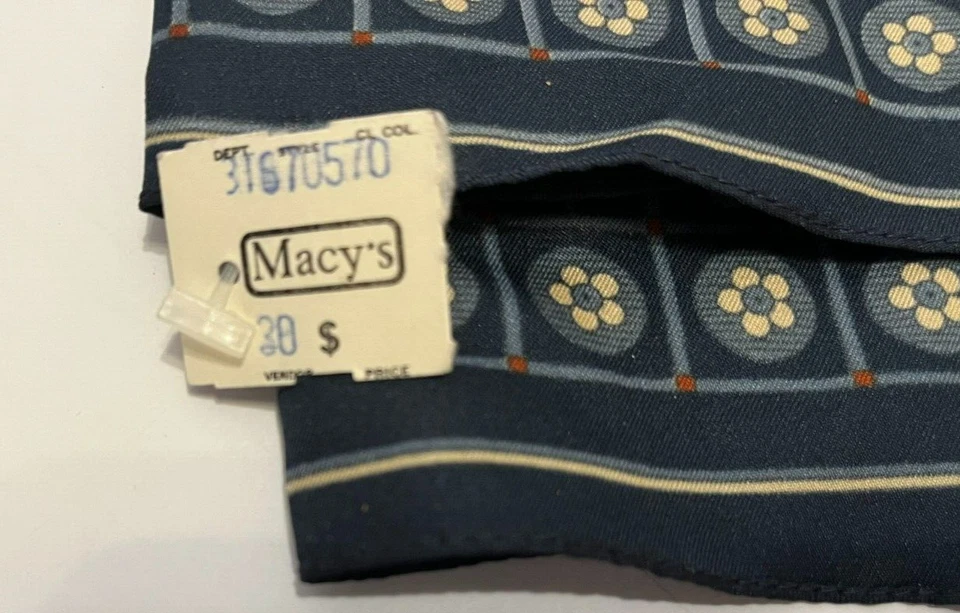 DEPT. STYLE CL. COL.
31670570
Macy's
30 $
VENDOR PRICE